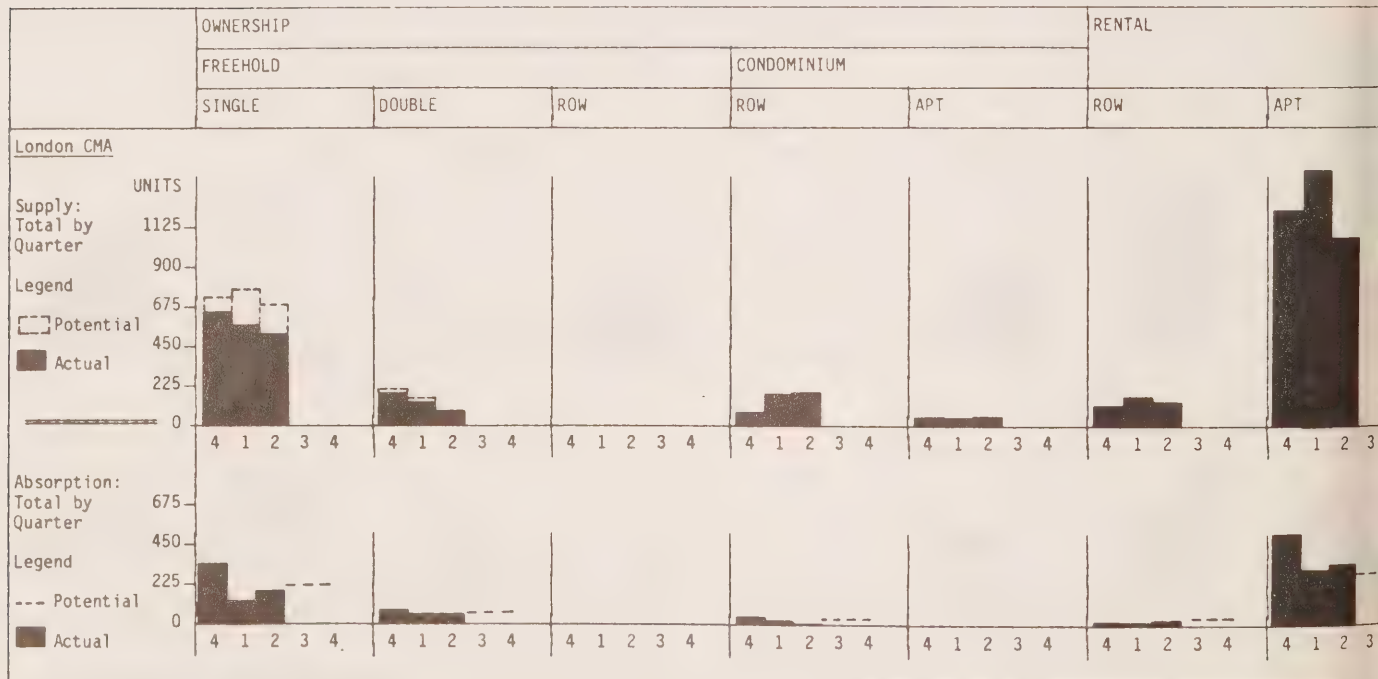 OWNERSHIP RENTAL
FREEHOLD CONDOMINIUM
SINGLE DOUBLE ROW ROW APT ROW APT
London CMA
UNITS
Supply:
Total by 1125
Quarter
900
Legend
675
Potential
450
Actual
225
0
4 1 2 3 4 4 1 2 3 4 4 1 2 3 4 4 1 2 3 4 4 1 2 3 4 4 1 2 3 4 4 1 2 3
Absorption:
Total by 675
Quarter
450
Legend
225
--- Potential
0
Actual 4 1 2 3 4 4 1 2 3 4 4 1 2 3 4 4 1 2 3 4 4 1 2 3 4 4 1 2 3 4 4 1 2 3